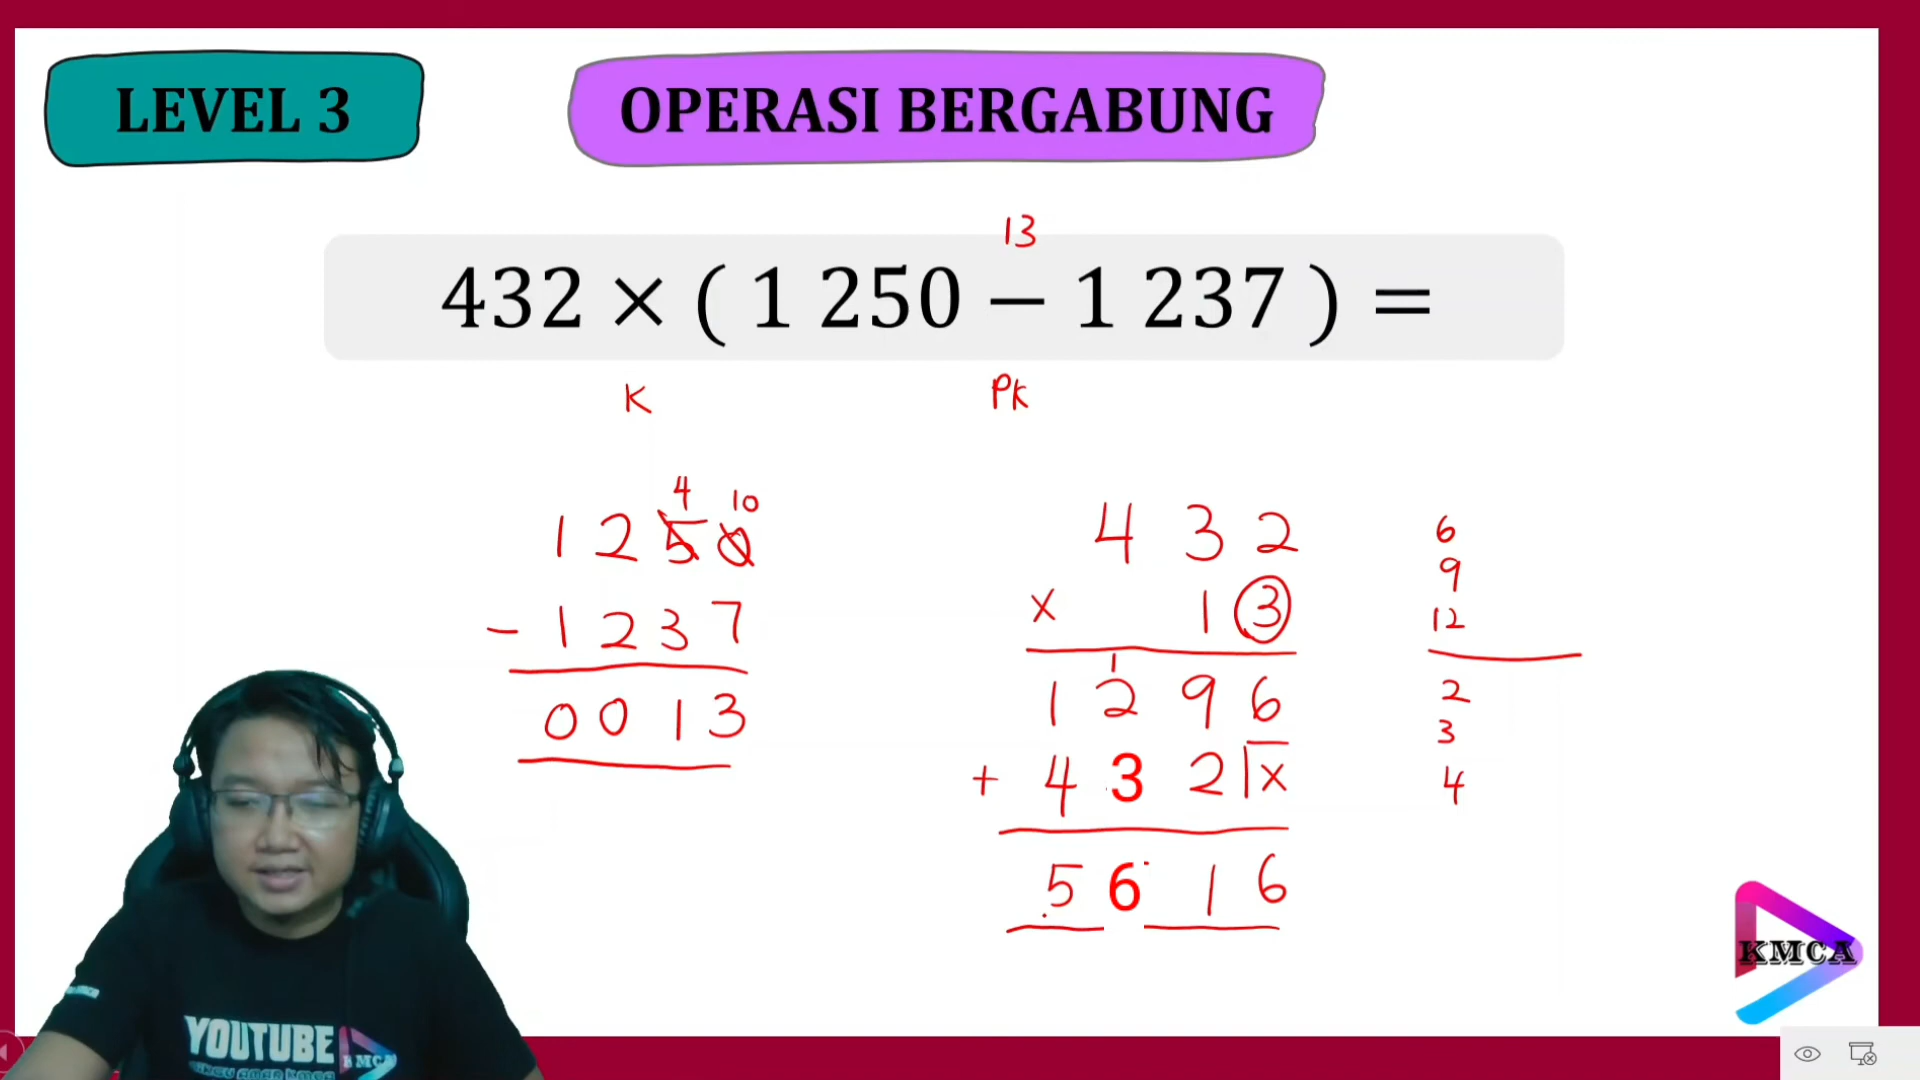 LEVEL 3
OPERASI BERGABUNG
13
432 × ( 1 250 − 1 237 ) =
K
PK
4 10
1 2 5 0
- 1 2 3 7
0 0 1 3
4 3 2
x 1 3
1
1 2 9 6
+ 4 3 2 x
5 6 1 6
6
9
12
2
3
4
YOUTUBE
KMCA
KMCA